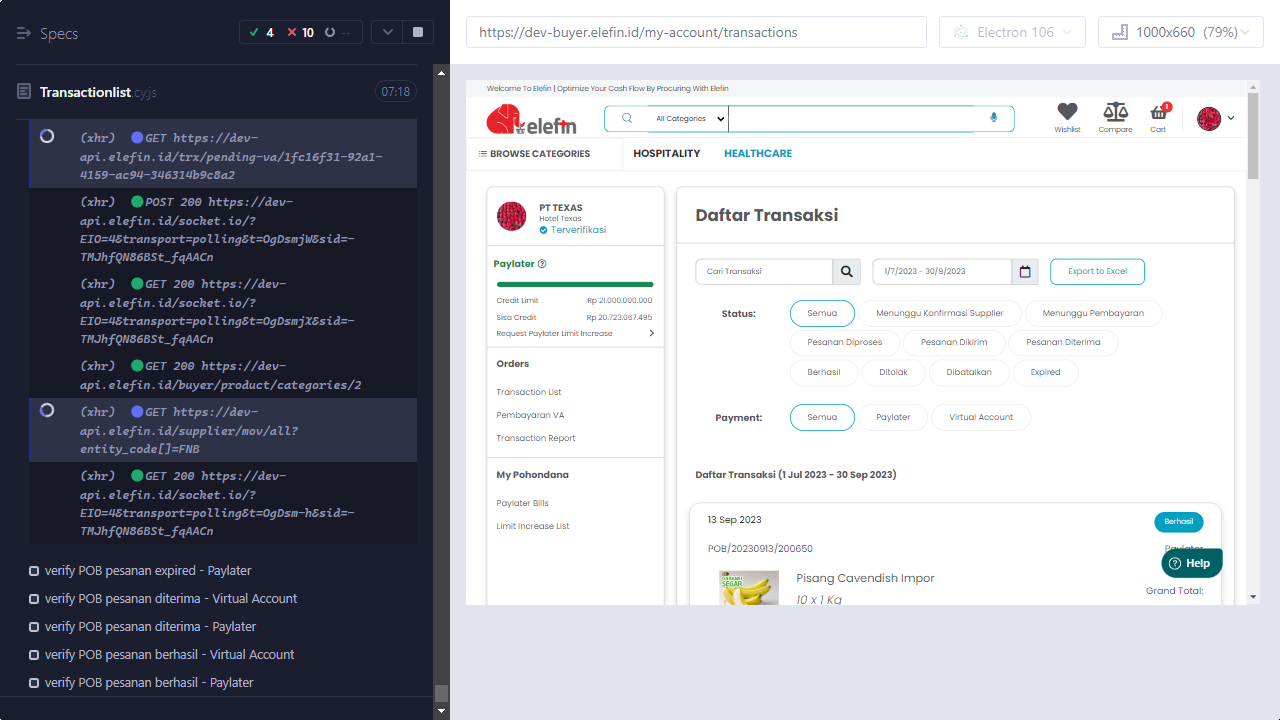 Specs
4
10
--
Transactionlist.cy.js
07:18
(xhr) GET https://dev-
api.elefin.id/trx/pending-va/1fc16f31-92a1-
4159-ac94-346314b9c8a2
(xhr) POST 200 https://dev-
api.elefin.id/socket.io/?
EIO=4&transport=polling&t=OgDsmjW&sid=-
TMJhfQN86BSt_fqAACn
(xhr) GET 200 https://dev-
api.elefin.id/socket.io/?
EIO=4&transport=polling&t=OgDsmjX&sid=-
TMJhfQN86BSt_fqAACn
(xhr) GET 200 https://dev-
api.elefin.id/buyer/product/categories/2
(xhr) GET https://dev-
api.elefin.id/supplier/mov/all?
entity_code[]=FNB
(xhr) GET 200 https://dev-
api.elefin.id/socket.io/?
EIO=4&transport=polling&t=OgDsm-h&sid=-
TMJhfQN86BSt_fqAACn
verify POB pesanan expired - Paylater
verify POB pesanan diterima - Virtual Account
verify POB pesanan diterima - Paylater
verify POB pesanan berhasil - Virtual Account
verify POB pesanan berhasil - Paylater
https://dev-buyer.elefin.id/my-account/transactions
Electron 106
1000x660 (79%)
Welcome To Elefin | Optimize Your Cash Flow By Procuring With Elefin
elefin
All Categories
Wishlist
Compare
1
Cart
BROWSE CATEGORIES
HOSPITALITY
HEALTHCARE
PT TEXAS
Hotel Texas
Terverifikasi
Paylater
Credit Limit Rp 21.000.000.000
Sisa Credit Rp 20.723.067.495
Request Paylater Limit Increase
Orders
Transaction List
Pembayaran VA
Transaction Report
My Pohondana
Paylater Bills
Limit Increase List
Daftar Transaksi
Cari Transaksi
1/7/2023 - 30/9/2023
Export to Excel
Status:
Semua
Menunggu Konfirmasi Supplier
Menunggu Pembayaran
Pesanan Diproses
Pesanan Dikirim
Pesanan Diterima
Berhasil
Ditolak
Dibatalkan
Expired
Payment:
Semua
Paylater
Virtual Account
Daftar Transaksi (1 Jul 2023 - 30 Sep 2023)
13 Sep 2023
Berhasil
POB/20230913/200650
Paylater
SEGAR
Pisang Cavendish Impor
10 x 1 Kg
Help
Grand Total: